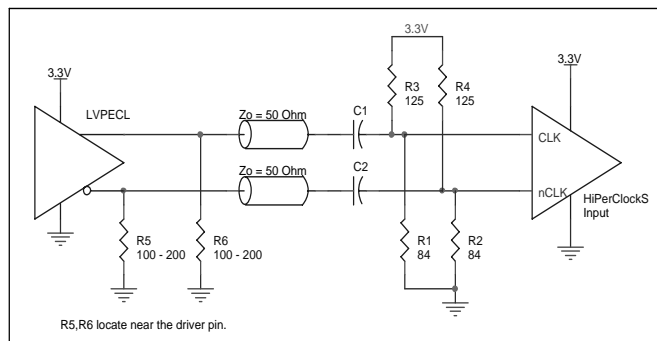 3.3V
3.3V
3.3V
LVPECL
Zo = 50 Ohm
C1
R3
125
R4
125
CLK
Zo = 50 Ohm
C2
nCLK
HiPerClockS
Input
R5
100 - 200
R6
100 - 200
R1
84
R2
84
R5,R6 locate near the driver pin.